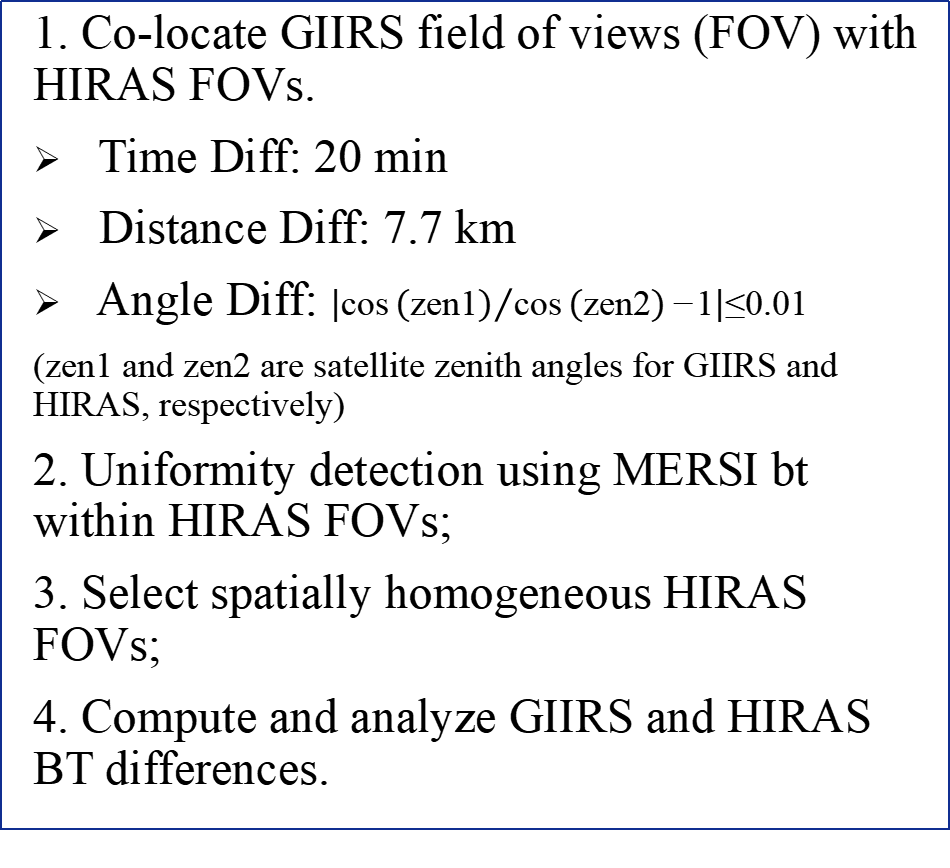 1. Co-locate GIIRS field of views (FOV) with
HIRAS FOVs.
➢ Time Diff: 20 min
➢ Distance Diff: 7.7 km
➢ Angle Diff: |cos (zen1)/cos (zen2) −1|≤0.01
(zen1 and zen2 are satellite zenith angles for GIIRS and
HIRAS, respectively)
2. Uniformity detection using MERSI bt
within HIRAS FOVs;
3. Select spatially homogeneous HIRAS
FOVs;
4. Compute and analyze GIIRS and HIRAS
BT differences.